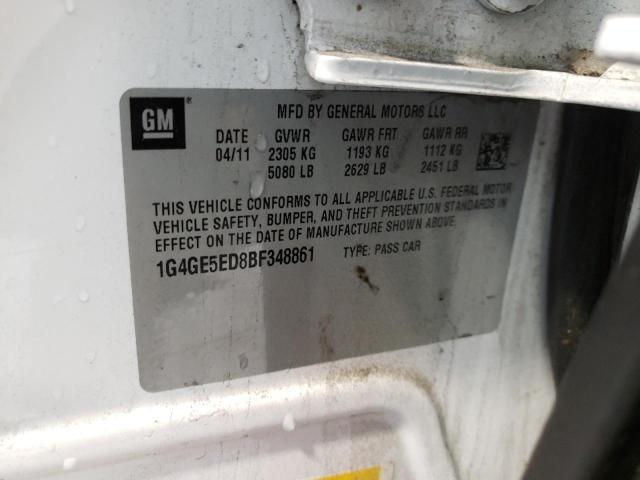 GM
MFD BY GENERAL MOTORS LLC
DATE GVWR GAWR FRT GAWR RR
04/11 2305 KG 1193 KG 1112 KG
5080 LB 2629 LB 2451 LB
THIS VEHICLE CONFORMS TO ALL APPLICABLE U.S. FEDERAL MOTOR
VEHICLE SAFETY, BUMPER, AND THEFT PREVENTION STANDARDS IN
EFFECT ON THE DATE OF MANUFACTURE SHOWN ABOVE.
1G4GE5ED8BF348861 TYPE: PASS CAR